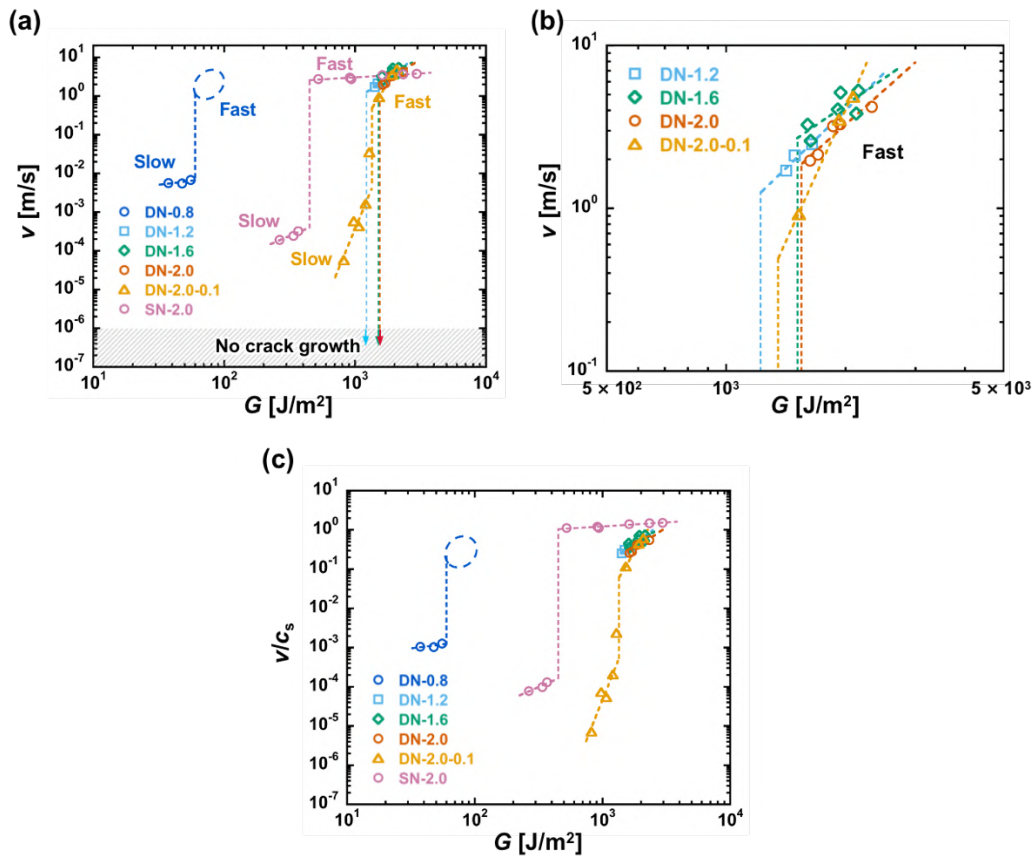 (a)
10¹
10⁰
10⁻¹
10⁻²
10⁻³
10⁻⁴
10⁻⁵
10⁻⁶
10⁻⁷
v [m/s]
Fast
Fast
Fast
Slow
Slow
Slow
DN-0.8
DN-1.2
DN-1.6
DN-2.0
DN-2.0-0.1
SN-2.0
No crack growth
10¹ 10² 10³ 10⁴
G [J/m²]
(b)
10¹
10⁰
10⁻¹
v [m/s]
DN-1.2
DN-1.6
DN-2.0
DN-2.0-0.1
Fast
5 × 10² 10³ 5 × 10³
G [J/m²]
(c)
10¹
10⁰
10⁻¹
10⁻²
10⁻³
10⁻⁴
10⁻⁵
10⁻⁶
10⁻⁷
v/cₛ
DN-0.8
DN-1.2
DN-1.6
DN-2.0
DN-2.0-0.1
SN-2.0
10¹ 10² 10³ 10⁴
G [J/m²]